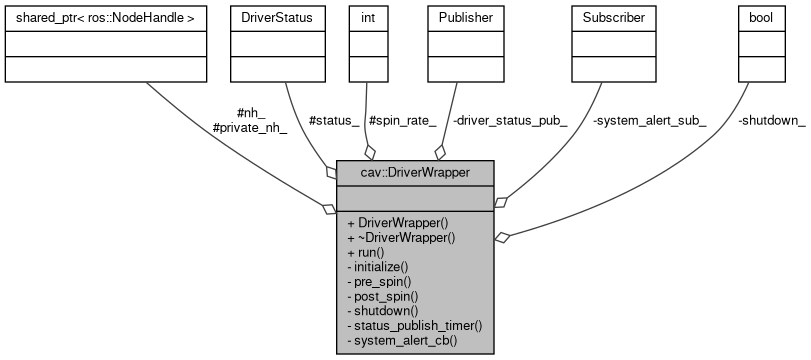 shared_ptr< ros::NodeHandle >
DriverStatus
int
Publisher
Subscriber
bool
#nh_
#private_nh_
#status_
#spin_rate_
-driver_status_pub_
-system_alert_sub_
-shutdown_
cav::DriverWrapper
+ DriverWrapper()
+ ~DriverWrapper()
+ run()
- initialize()
- pre_spin()
- post_spin()
- shutdown()
- status_publish_timer()
- system_alert_cb()